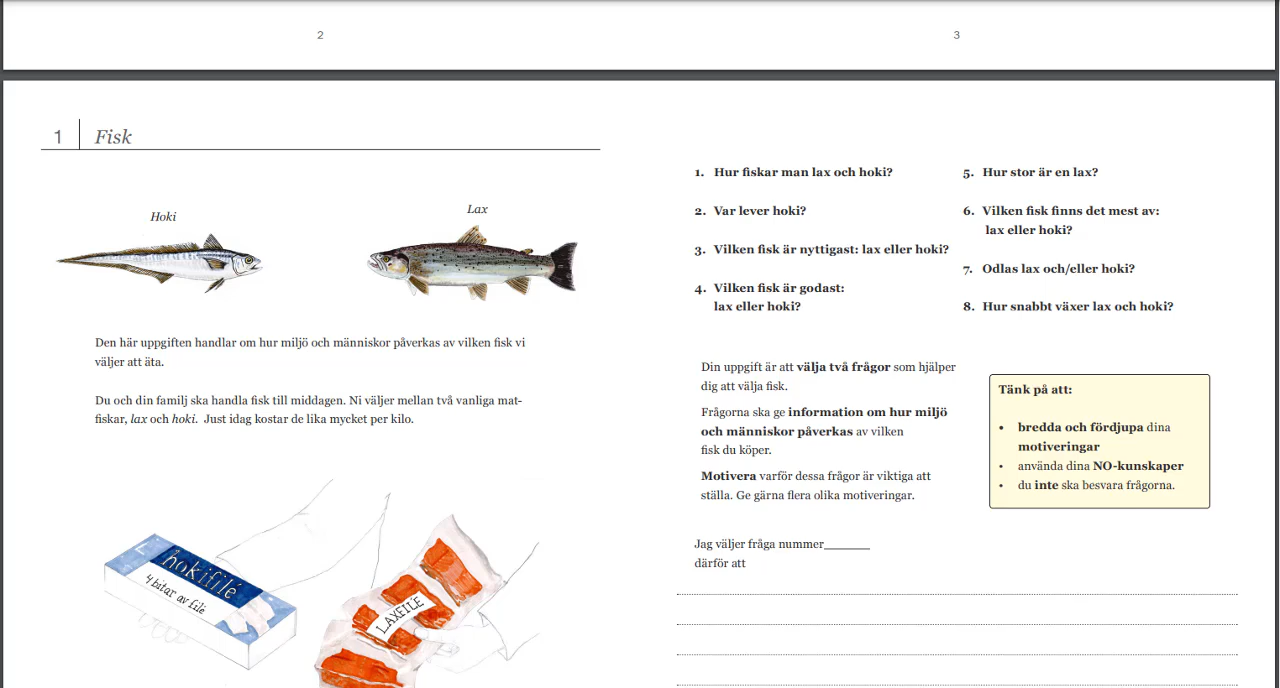 2
3
1
Fisk
Hoki
Lax
Den här uppgiften handlar om hur miljö och människor påverkas av vilken fisk vi
väljer att äta.
Du och din familj ska handla fisk till middagen. Ni väljer mellan två vanliga mat-
fiskar, lax och hoki. Just idag kostar de lika mycket per kilo.
hokifilé
4 bitar av filé
LAXFILÉ
1. Hur fiskar man lax och hoki?
2. Var lever hoki?
3. Vilken fisk är nyttigast: lax eller hoki?
4. Vilken fisk är godast:
lax eller hoki?
5. Hur stor är en lax?
6. Vilken fisk finns det mest av:
lax eller hoki?
7. Odlas lax och/eller hoki?
8. Hur snabbt växer lax och hoki?
Din uppgift är att välja två frågor som hjälper
dig att välja fisk.
Frågorna ska ge information om hur miljö
och människor påverkas av vilken
fisk du köper.
Motivera varför dessa frågor är viktiga att
ställa. Ge gärna flera olika motiveringar.
Tänk på att:
• bredda och fördjupa dina
motiveringar
• använda dina NO-kunskaper
• du inte ska besvara frågorna.
Jag väljer fråga nummer_______
därför att